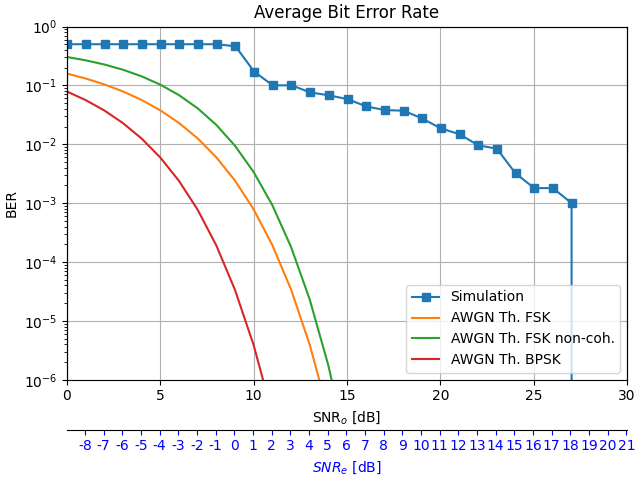 Average Bit Error Rate
10^0
10^-1
10^-2
10^-3
10^-4
10^-5
10^-6
BER
Simulation
AWGN Th. FSK
AWGN Th. FSK non-coh.
AWGN Th. BPSK
0 5 10 15 20 25 30
SNR_o [dB]
-8 -7 -6 -5 -4 -3 -2 -1 0 1 2 3 4 5 6 7 8 9 10 11 12 13 14 15 16 17 18 19 20 21
SNR_e [dB]